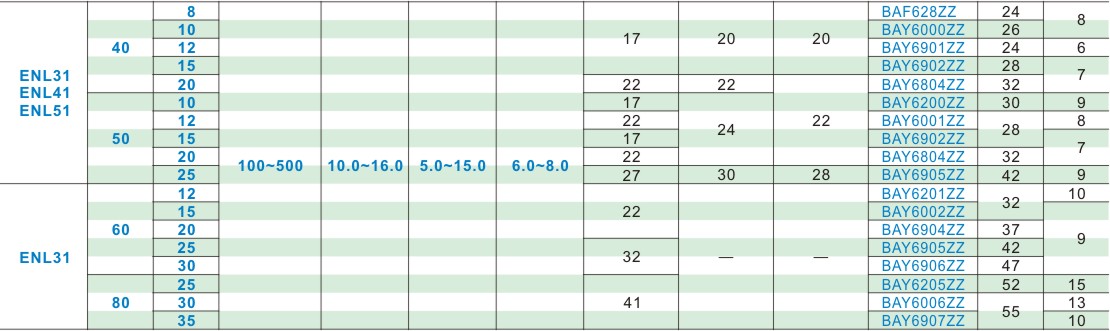 8 BAF628ZZ 24 8
10 BAY6000ZZ 26
40 12 17 20 20 BAY6901ZZ 24 6
15 BAY6902ZZ 28 7
ENL31
ENL41
ENL51
20 22 22 BAY6804ZZ 32
10 17 BAY6200ZZ 30 9
12 22 24 22 BAY6001ZZ 28 8
50 15 17 BAY6902ZZ 7
20 22 BAY6804ZZ 32
100~500 10.0~16.0 5.0~15.0 6.0~8.0
25 27 30 28 BAY6905ZZ 42 9
12 BAY6201ZZ 32 10
15 22 BAY6002ZZ
60 20 BAY6904ZZ 37 9
25 BAY6905ZZ 42
ENL31 32 — —
30 BAY6906ZZ 47
25 BAY6205ZZ 52 15
80 30 41 BAY6006ZZ 55 13
35 BAY6907ZZ 10